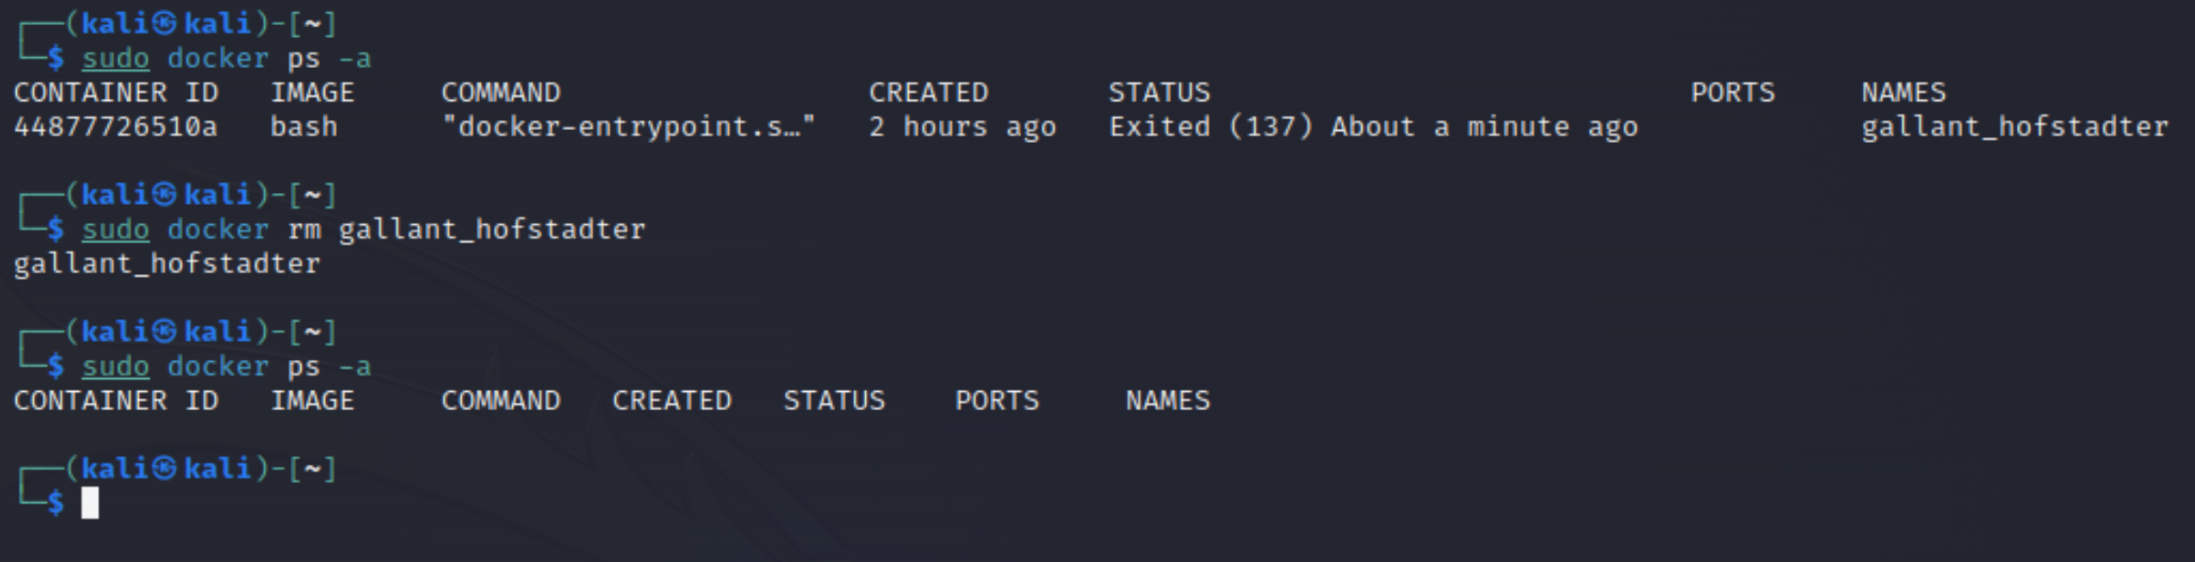 ┌──(kali㉿kali)-[~]
└─$ sudo docker ps -a
CONTAINER ID   IMAGE     COMMAND                  CREATED       STATUS                            PORTS     NAMES
44877726510a   bash      "docker-entrypoint.s…"   2 hours ago   Exited (137) About a minute ago             gallant_hofstadter
┌──(kali㉿kali)-[~]
└─$ sudo docker rm gallant_hofstadter
gallant_hofstadter
┌──(kali㉿kali)-[~]
└─$ sudo docker ps -a
CONTAINER ID   IMAGE     COMMAND   CREATED   STATUS    PORTS     NAMES
┌──(kali㉿kali)-[~]
└─$